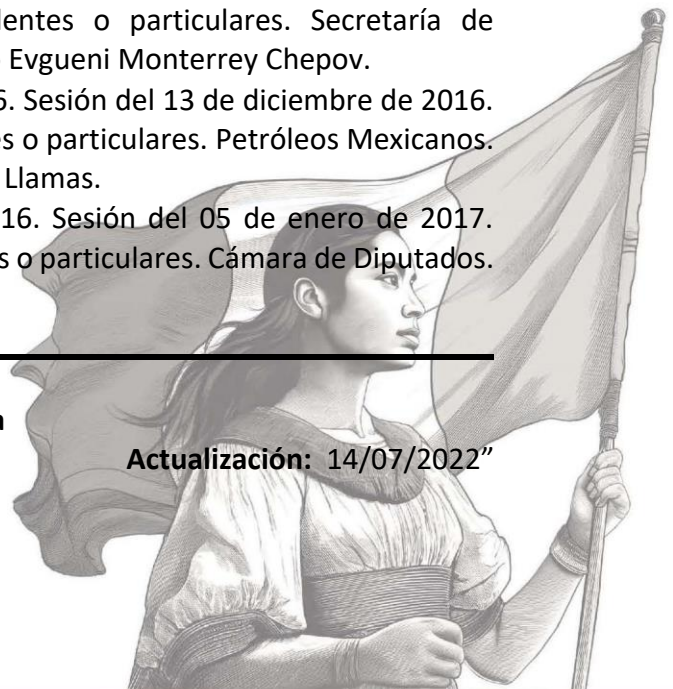 entes o particulares. Secretaría de
Evgueni Monterrey Chepov.
6. Sesión del 13 de diciembre de 2016.
s o particulares. Petróleos Mexicanos.
Llamas.
16. Sesión del 05 de enero de 2017.
s o particulares. Cámara de Diputados.
Actualización: 14/07/2022”